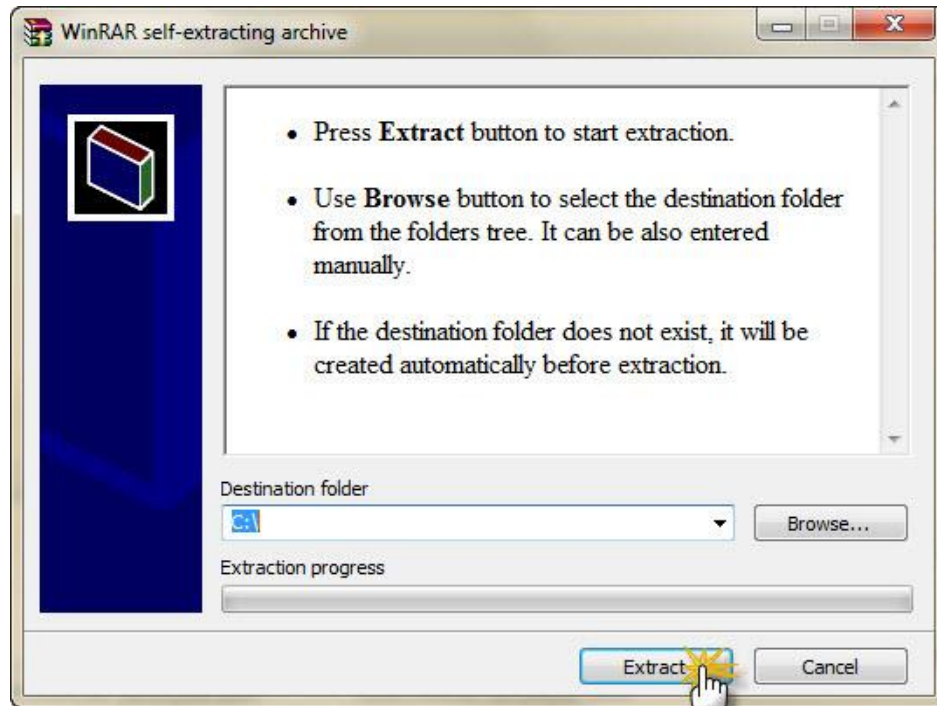 WinRAR self-extracting archive
• Press Extract button to start extraction.
• Use Browse button to select the destination folder
from the folders tree. It can be also entered
manually.
• If the destination folder does not exist, it will be
created automatically before extraction.
Destination folder
C:\
Browse...
Extraction progress
Extract
Cancel